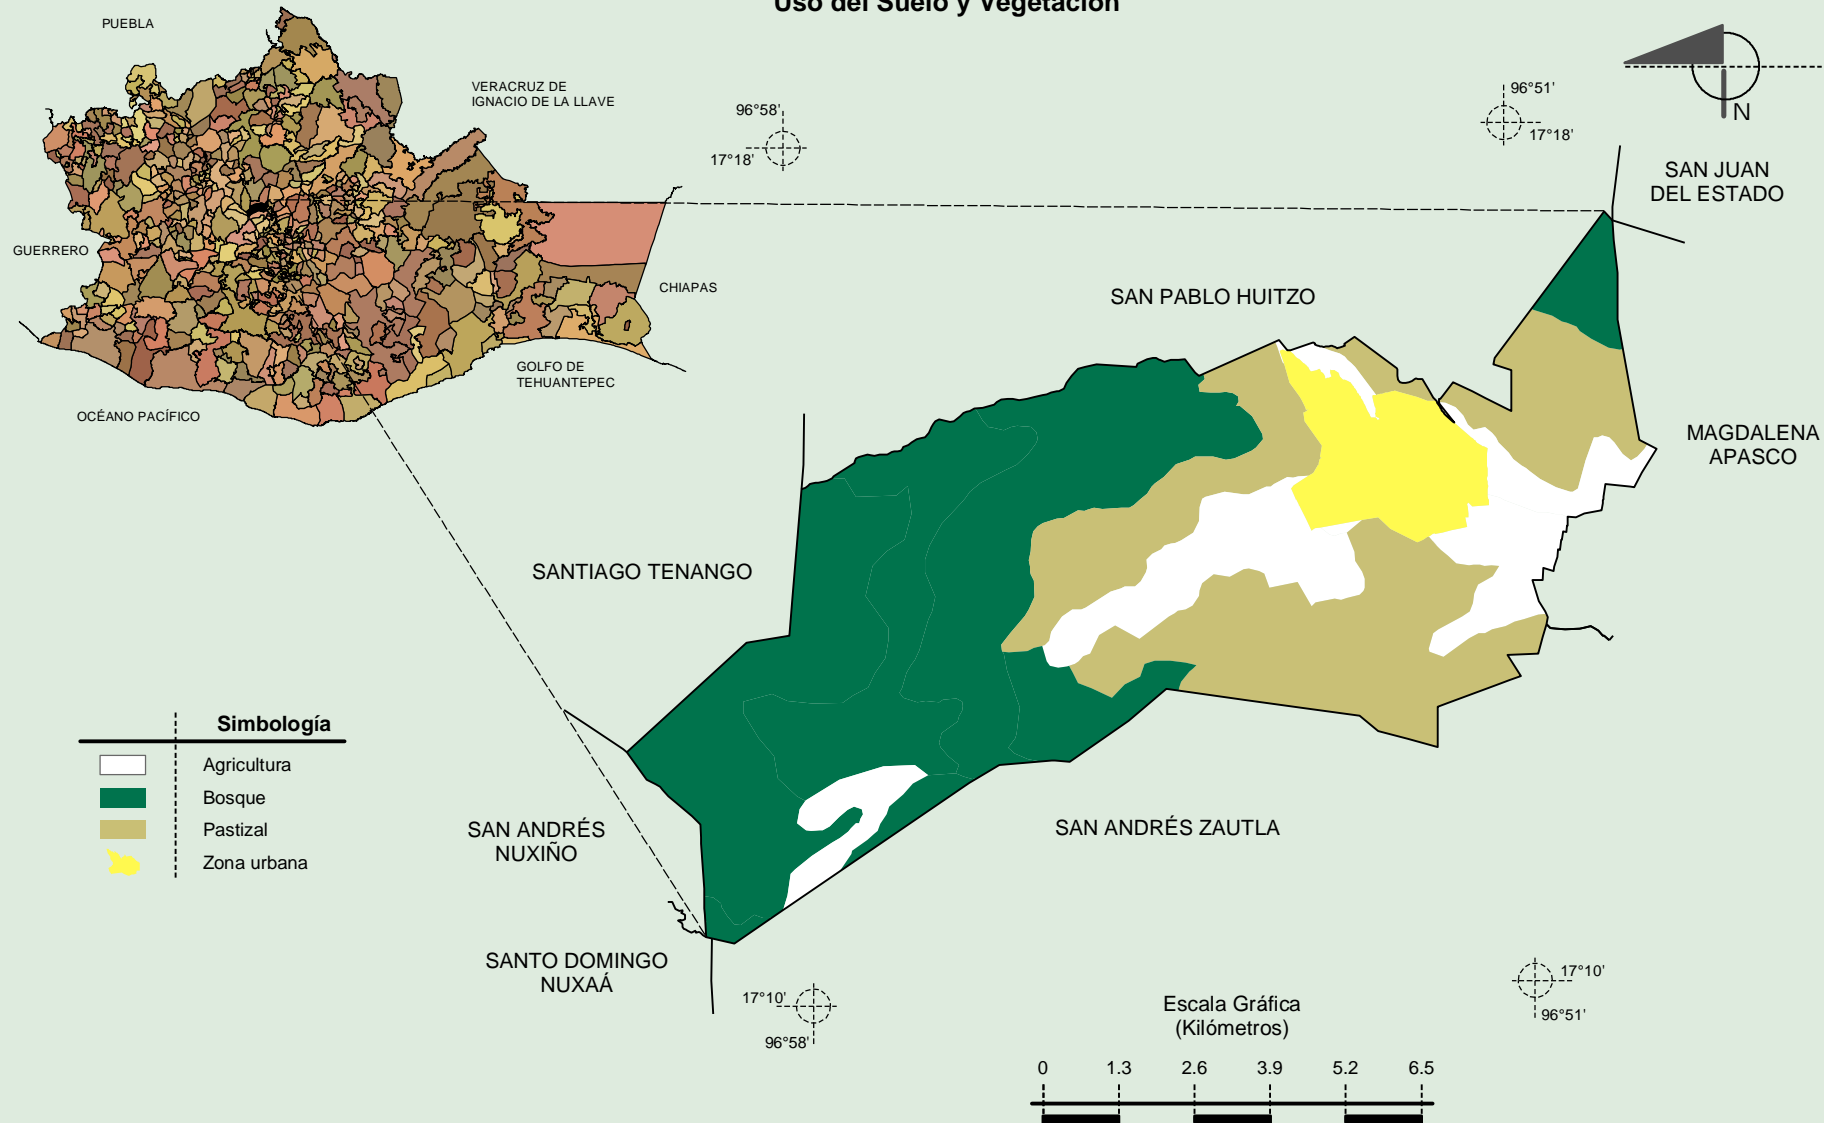 Uso del Suelo y Vegetación
PUEBLA
VERACRUZ DE
IGNACIO DE LA LLAVE
GUERRERO
CHIAPAS
GOLFO DE
TEHUANTEPEC
OCÉANO PACÍFICO
96°58'
17°18'
96°51'
17°18'
N
SAN JUAN
DEL ESTADO
SAN PABLO HUITZO
MAGDALENA
APASCO
SANTIAGO TENANGO
SAN ANDRÉS
NUXIÑO
SAN ANDRÉS ZAUTLA
SANTO DOMINGO
NUXAÁ
Simbología
Agricultura
Bosque
Pastizal
Zona urbana
17°10'
96°58'
17°10'
96°51'
Escala Gráfica
(Kilómetros)
0 1.3 2.6 3.9 5.2 6.5